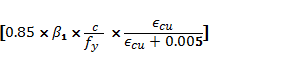 [0.85 × β₁ × c/f_y × ϵ_cu/(ϵ_cu + 0.005)]